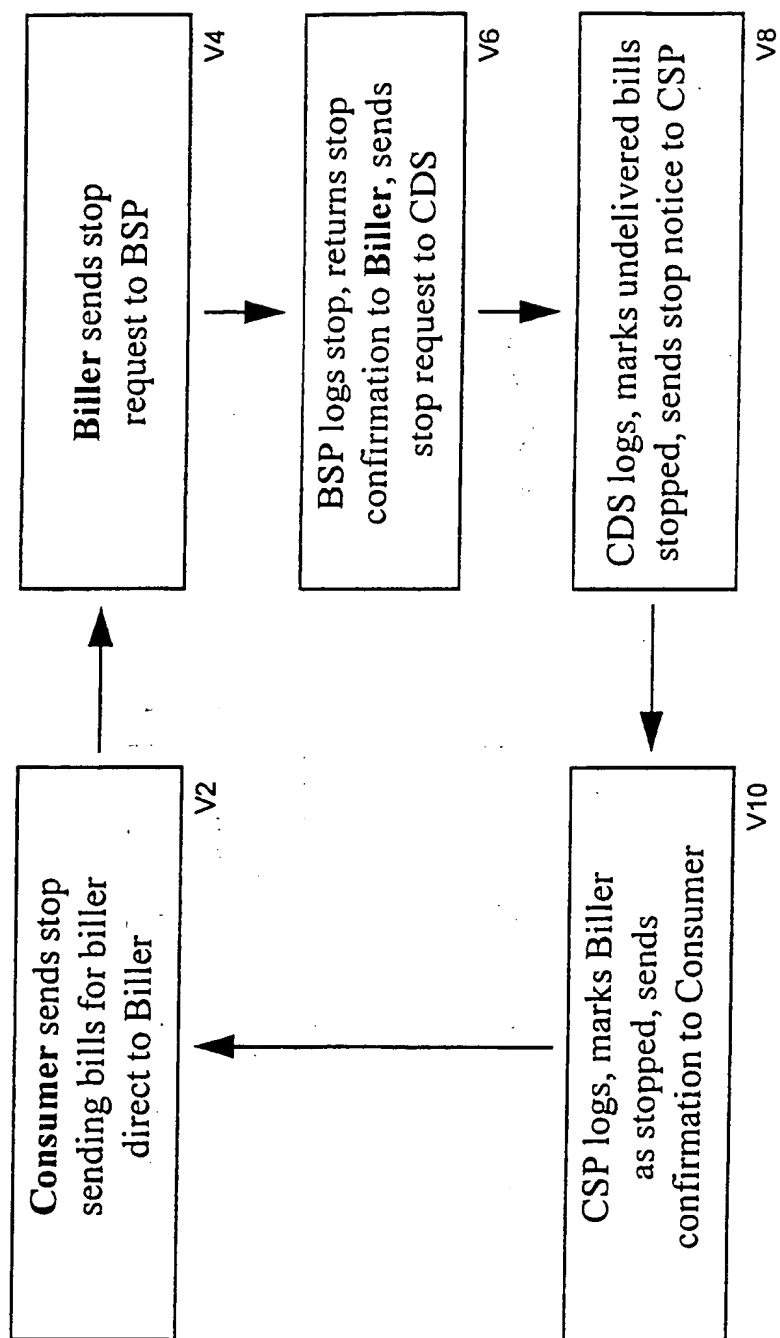 Consumer sends stop
sending bills for biller
direct to Biller
V2
Biller sends stop
request to BSP
V4
BSP logs stop, returns stop
confirmation to Biller, sends
stop request to CDS
V6
CDS logs, marks undelivered bills
stopped, sends stop notice to CSP
V8
CSP logs, marks Biller
as stopped, sends
confirmation to Consumer
V10